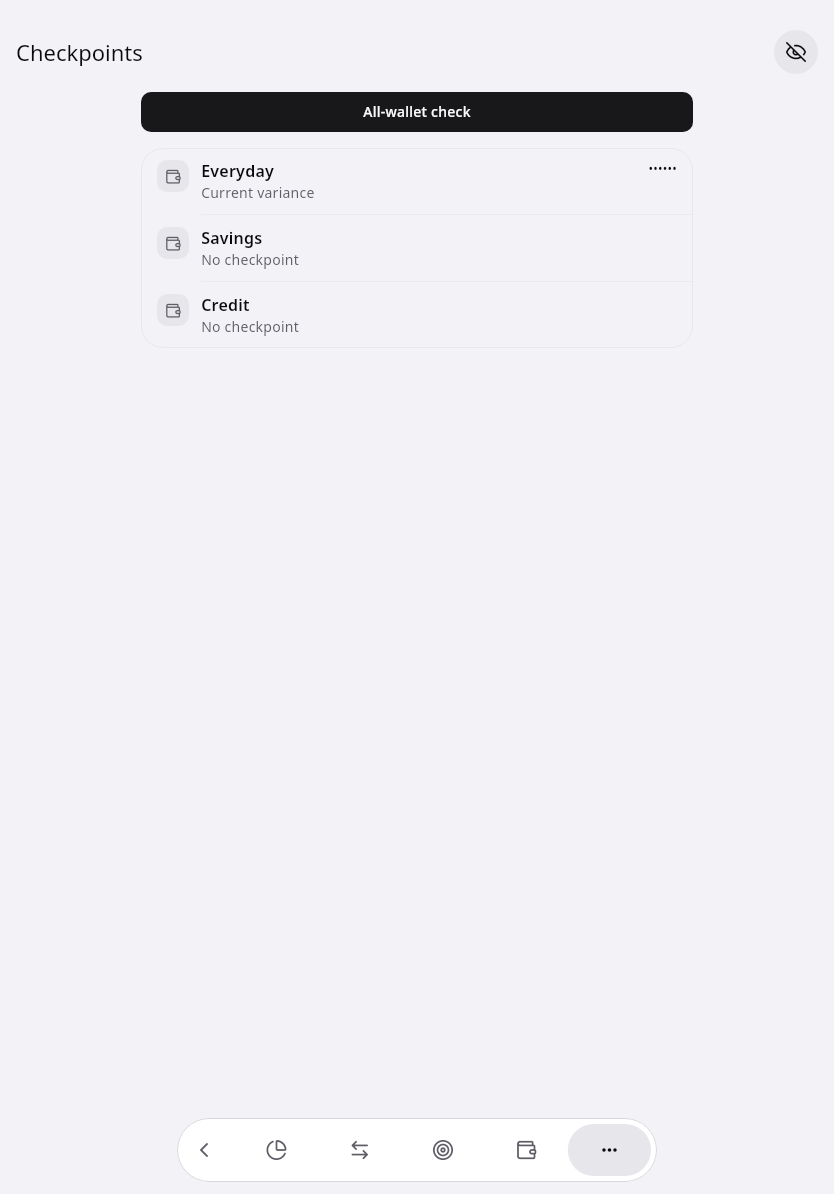 Checkpoints
All-wallet check
Everyday
••••••
Current variance
Savings
No checkpoint
Credit
No checkpoint